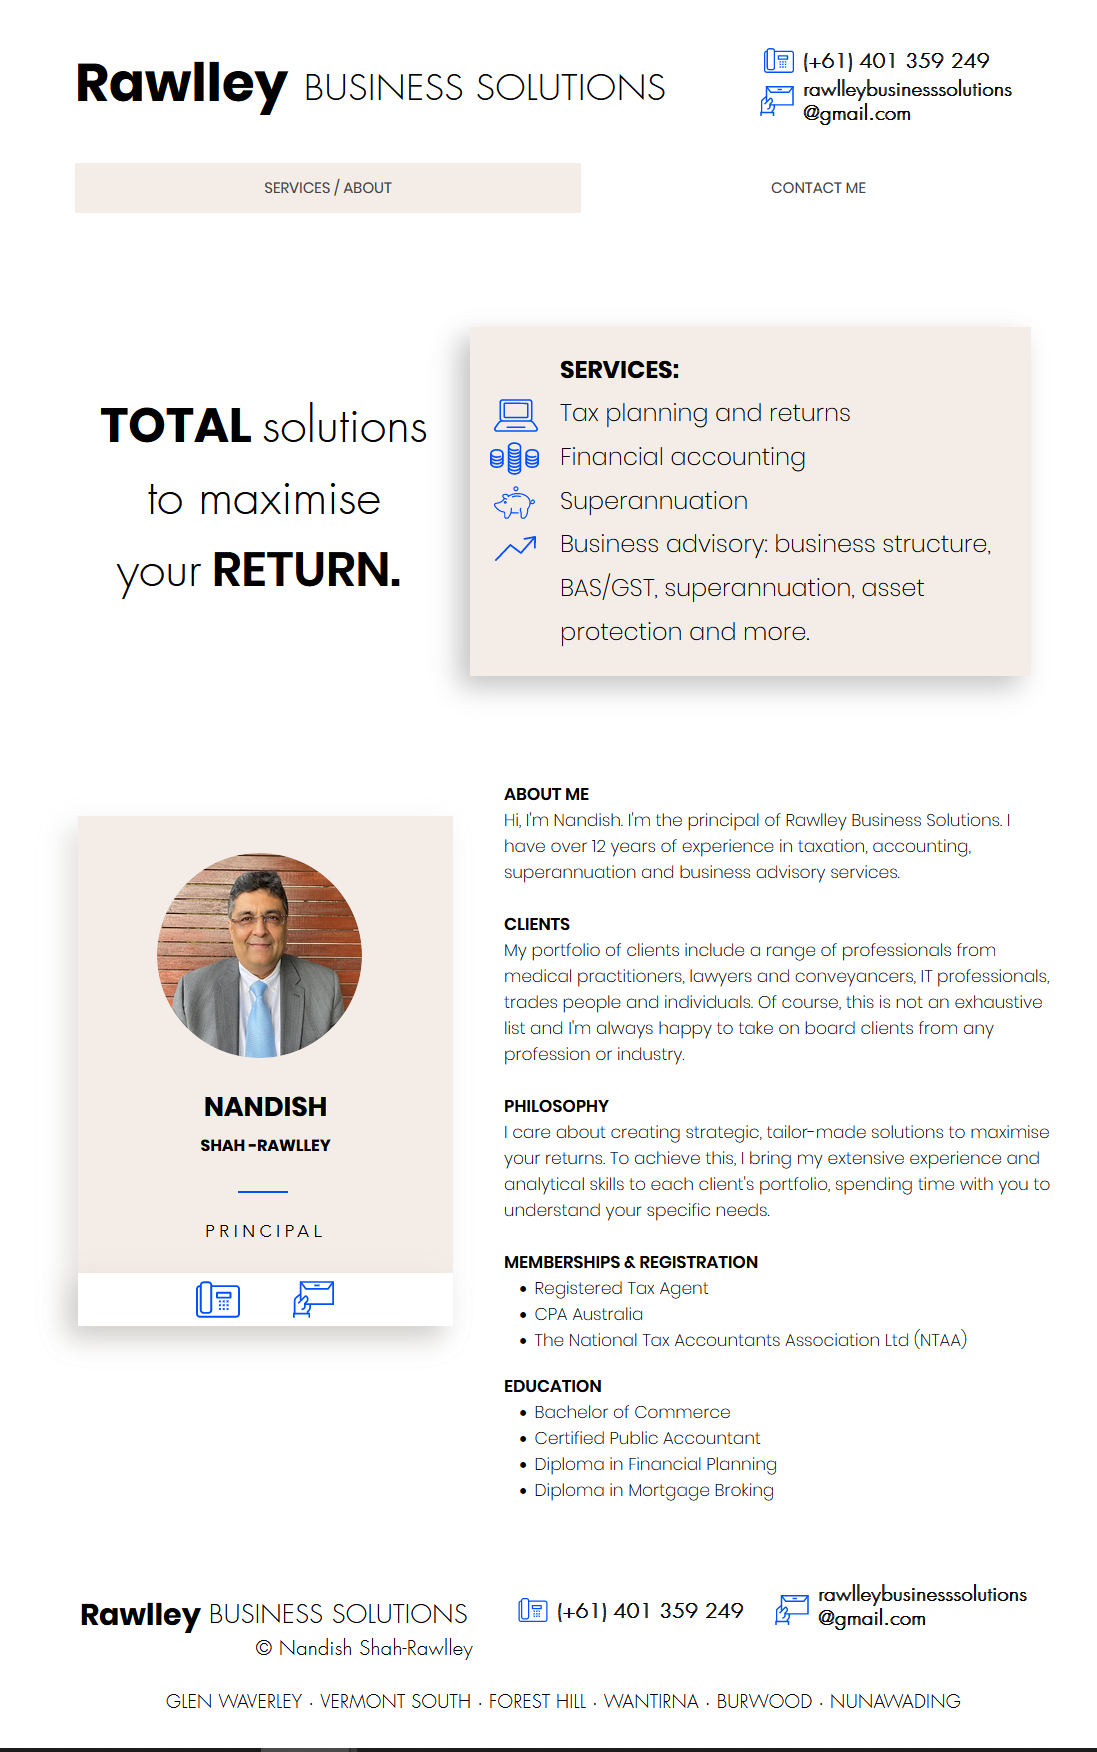 Rawlley BUSINESS SOLUTIONS
(+61) 401 359 249
rawlleybusinesssolutions
@gmail.com
SERVICES / ABOUT
CONTACT ME
TOTAL solutions
to maximise
your RETURN.
SERVICES:
Tax planning and returns
Financial accounting
Superannuation
Business advisory: business structure,
BAS/GST, superannuation, asset
protection and more.
NANDISH
SHAH -RAWLLEY
PRINCIPAL
ABOUT ME
Hi, I'm Nandish. I'm the principal of Rawlley Business Solutions. I
have over 12 years of experience in taxation, accounting,
superannuation and business advisory services.
CLIENTS
My portfolio of clients include a range of professionals from
medical practitioners, lawyers and conveyancers, IT professionals,
trades people and individuals. Of course, this is not an exhaustive
list and I'm always happy to take on board clients from any
profession or industry.
PHILOSOPHY
I care about creating strategic, tailor-made solutions to maximise
your returns. To achieve this, I bring my extensive experience and
analytical skills to each client's portfolio, spending time with you to
understand your specific needs.
MEMBERSHIPS & REGISTRATION
• Registered Tax Agent
• CPA Australia
• The National Tax Accountants Association Ltd (NTAA)
EDUCATION
• Bachelor of Commerce
• Certified Public Accountant
• Diploma in Financial Planning
• Diploma in Mortgage Broking
Rawlley BUSINESS SOLUTIONS
© Nandish Shah-Rawlley
(+61) 401 359 249
rawlleybusinesssolutions
@gmail.com
GLEN WAVERLEY · VERMONT SOUTH · FOREST HILL · WANTIRNA · BURWOOD · NUNAWADING